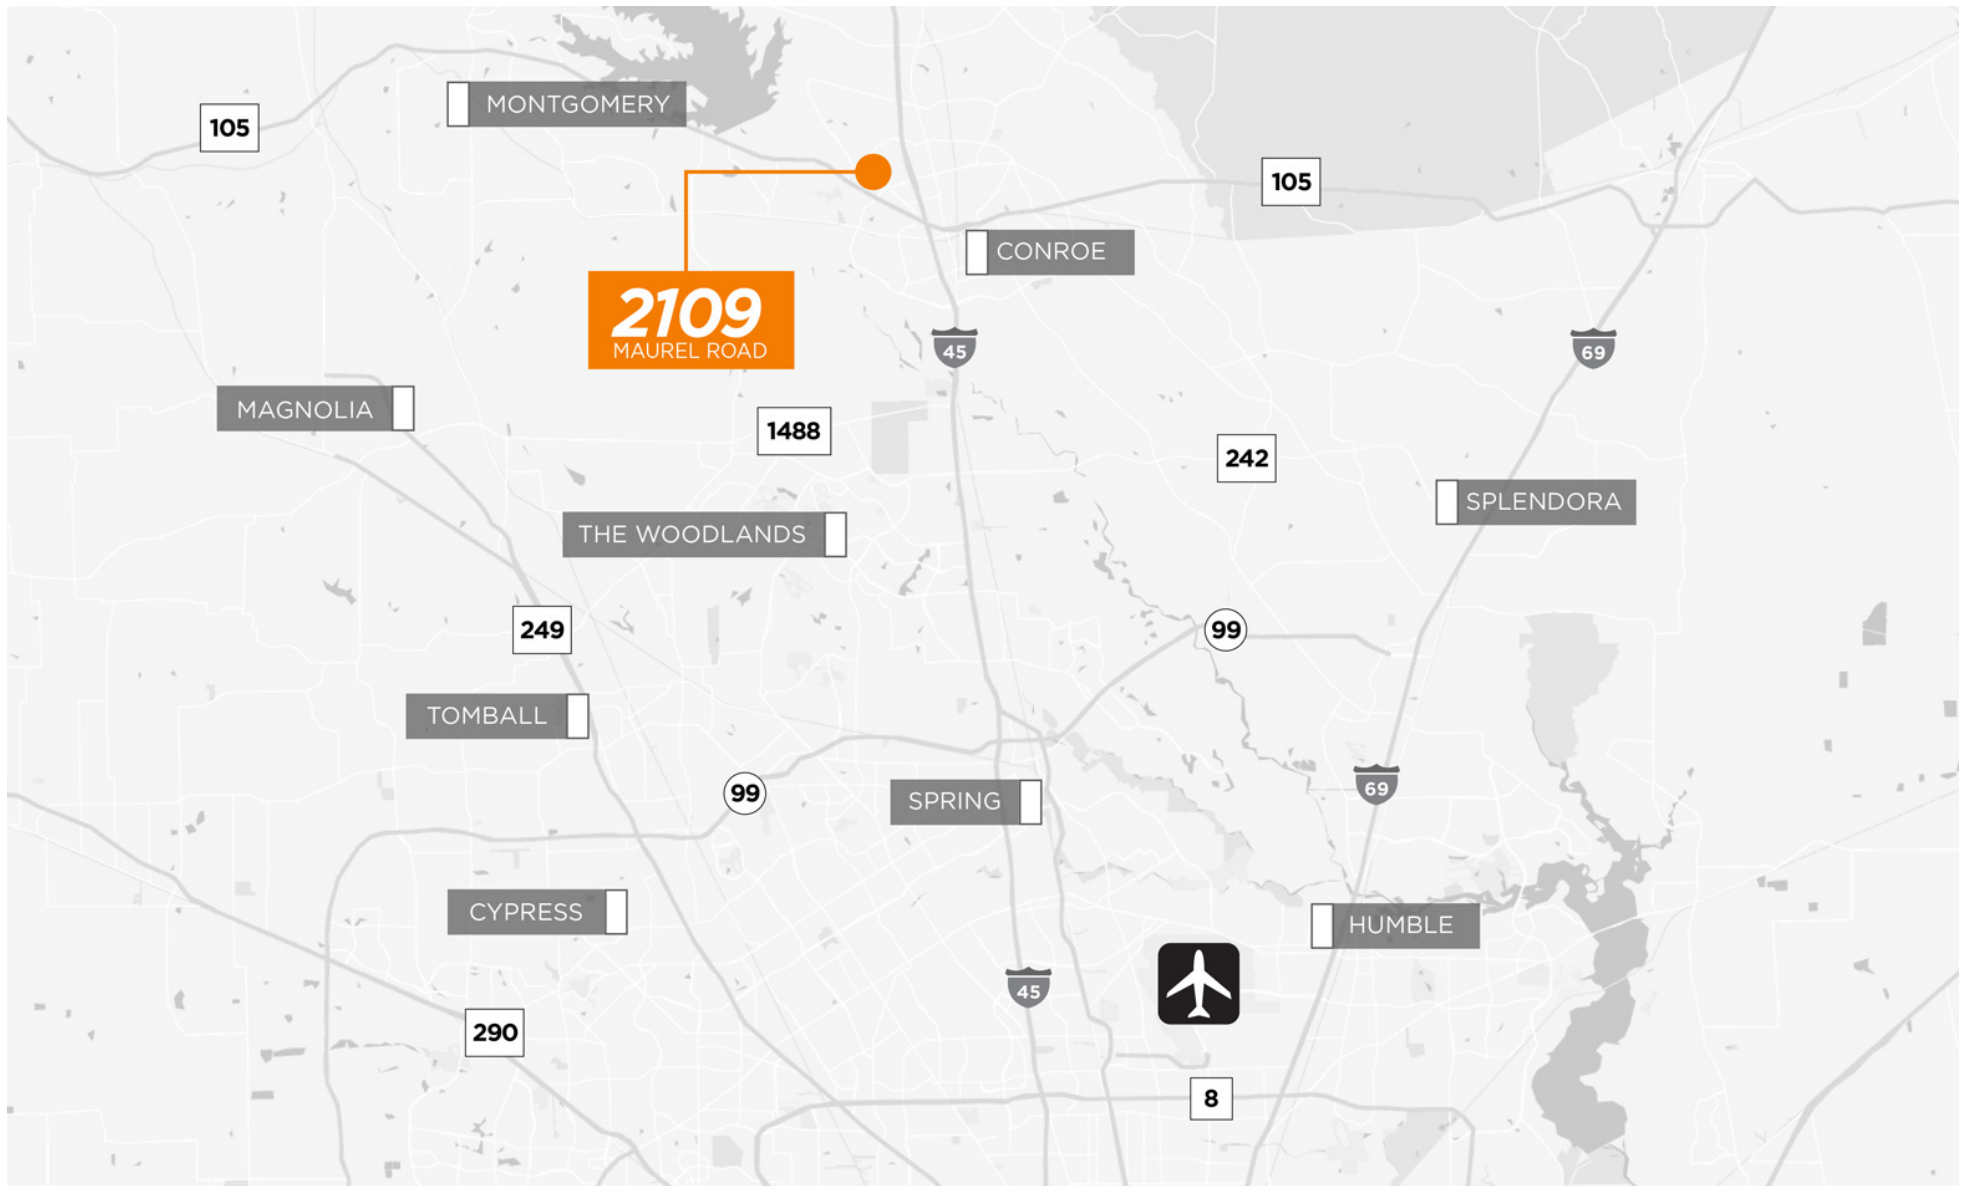 MONTGOMERY
105
105
CONROE
2109
MAUREL ROAD
45
69
MAGNOLIA
1488
242
SPLENDORA
THE WOODLANDS
249
99
TOMBALL
99
SPRING
69
CYPRESS
HUMBLE
45
290
8